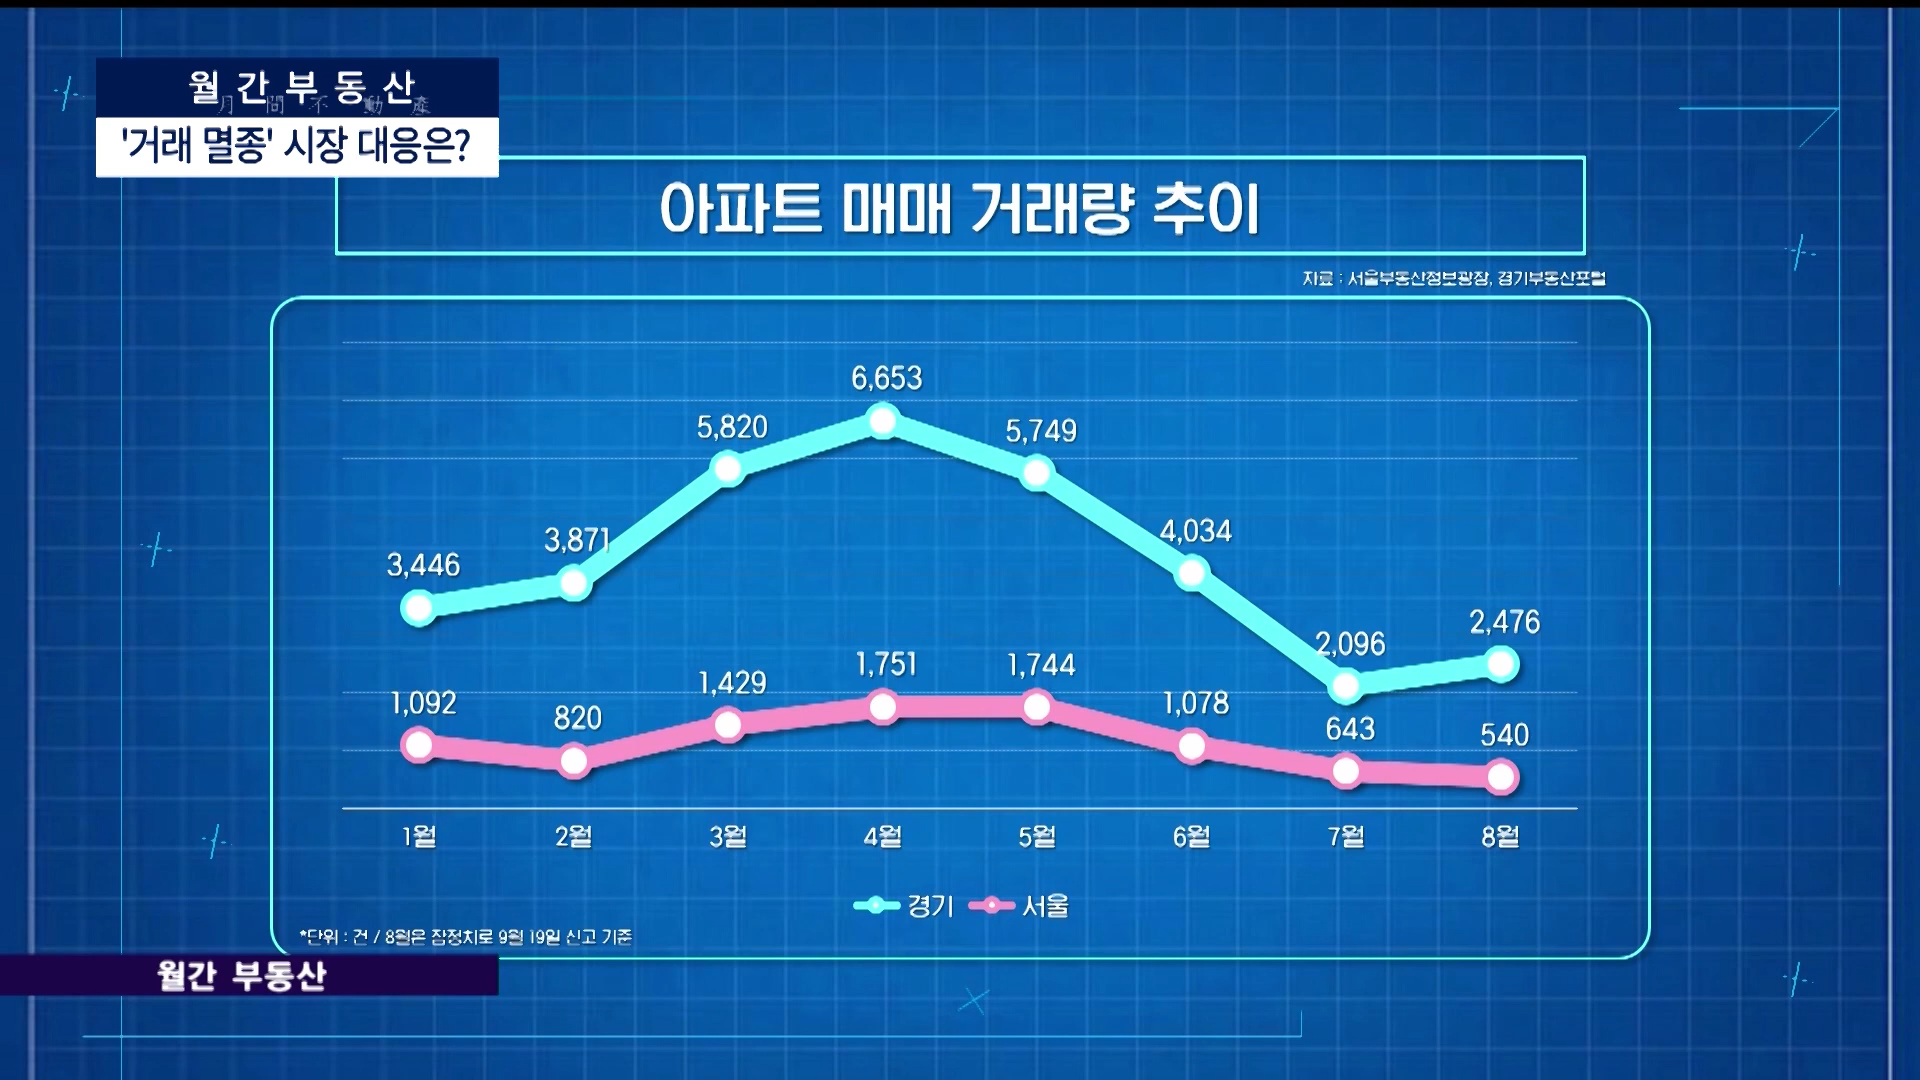 월간부동산
月間不動産
'거래 멸종' 시장 대응은?
아파트 매매 거래량 추이
자료 : 서울부동산정보광장, 경기부동산포털
6,653
5,820
5,749
3,446
3,871
4,034
2,096
2,476
1,092
820
1,429
1,751
1,744
1,078
643
540
1월 2월 3월 4월 5월 6월 7월 8월
경기 서울
*단위 : 건 / 8월은 잠정치로 9월 19일 신고 기준
월간 부동산